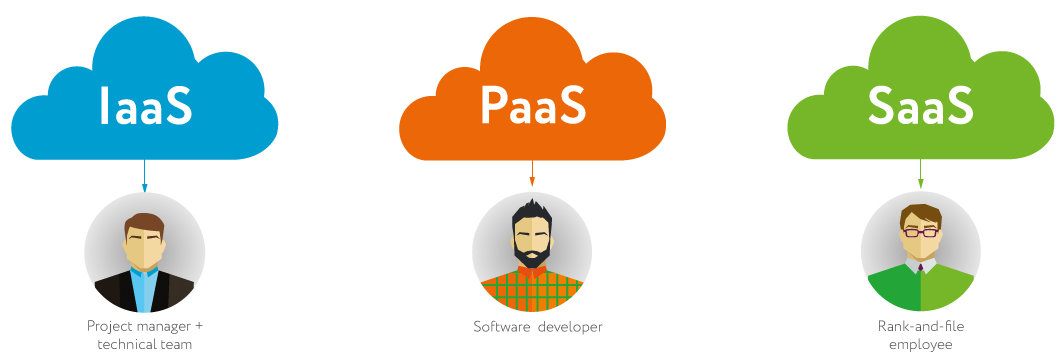 IaaS
PaaS
SaaS
Project manager +
technical team
Software developer
Rank-and-file
employee